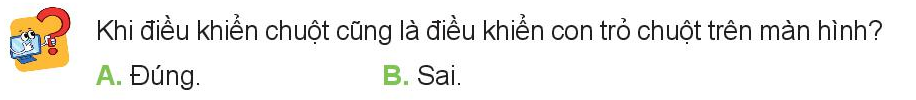 Khi điều khiển chuột cũng là điều khiển con trỏ chuột trên màn hình?
A. Đúng. B. Sai.